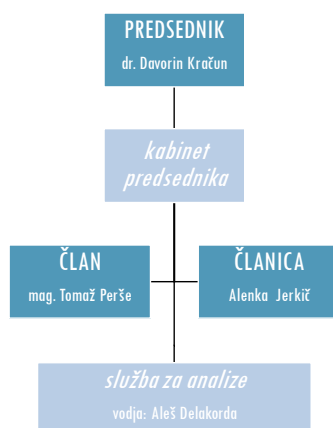 PREDSEDNIK
dr. Davorin Kračun
kabinet
predsednika
ČLAN
mag. Tomaž Perše
ČLANICA
Alenka Jerkič
služba za analize
vodja: Aleš Delakorda